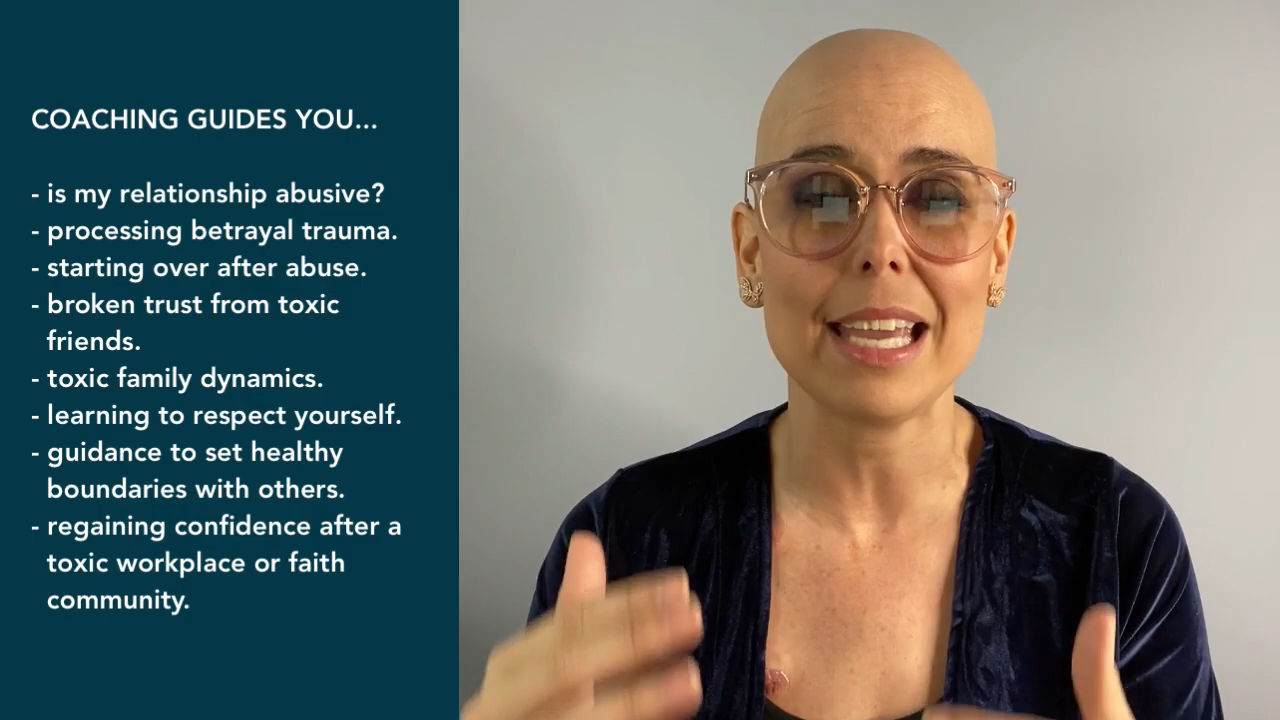 COACHING GUIDES YOU...
- is my relationship abusive?
- processing betrayal trauma.
- starting over after abuse.
- broken trust from toxic
friends.
- toxic family dynamics.
- learning to respect yourself.
- guidance to set healthy
boundaries with others.
- regaining confidence after a
toxic workplace or faith
community.